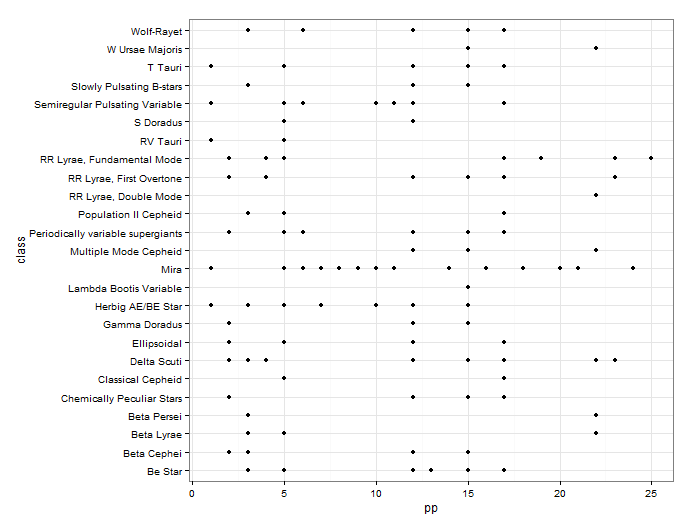 class
Wolf-Rayet
W Ursae Majoris
T Tauri
Slowly Pulsating B-stars
Semiregular Pulsating Variable
S Doradus
RV Tauri
RR Lyrae, Fundamental Mode
RR Lyrae, First Overtone
RR Lyrae, Double Mode
Population II Cepheid
Periodically variable supergiants
Multiple Mode Cepheid
Mira
Lambda Bootis Variable
Herbig AE/BE Star
Gamma Doradus
Ellipsoidal
Delta Scuti
Classical Cepheid
Chemically Peculiar Stars
Beta Persei
Beta Lyrae
Beta Cephei
Be Star
0 5 10 15 20 25
pp